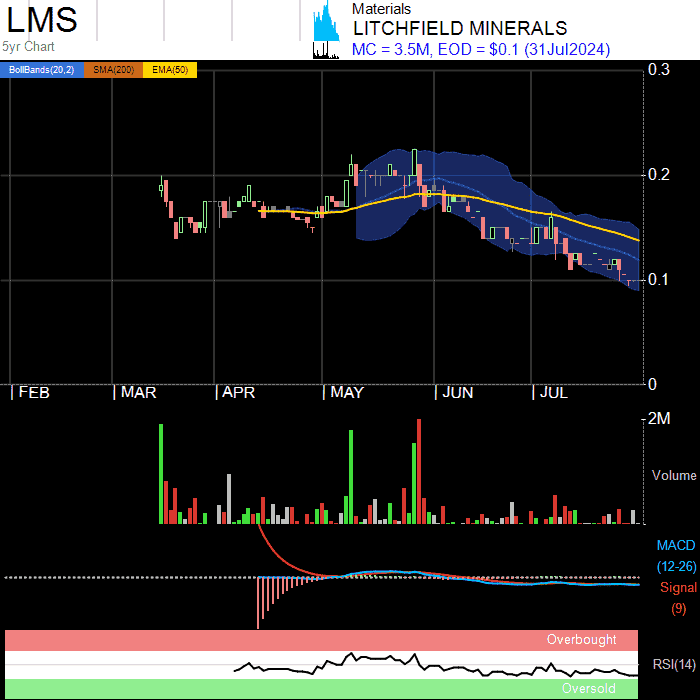 LMS
5yr Chart
Materials
LITCHFIELD MINERALS
MC = 3.5M, EOD = $0.1 (31Jul2024)
BollBands(20,2) SMA(200) EMA(50)
0.3
0.2
0.1
0
FEB MAR APR MAY JUN JUL
2M
Volume
MACD
(12-26)
Signal
(9)
Overbought
RSI(14)
Oversold